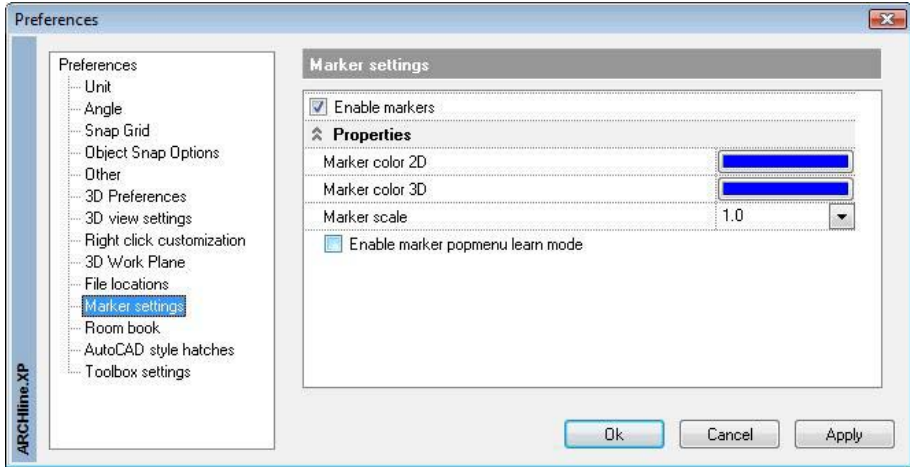 Preferences
Preferences
Unit
Angle
Snap Grid
Object Snap Options
Other
3D Preferences
3D view settings
Right click customization
3D Work Plane
File locations
Marker settings
Room book
AutoCAD style hatches
Toolbox settings
ARCHline.XP
Marker settings
Enable markers
Properties
Marker color 2D
Marker color 3D
Marker scale 1.0
Enable marker popmenu learn mode
Ok Cancel Apply